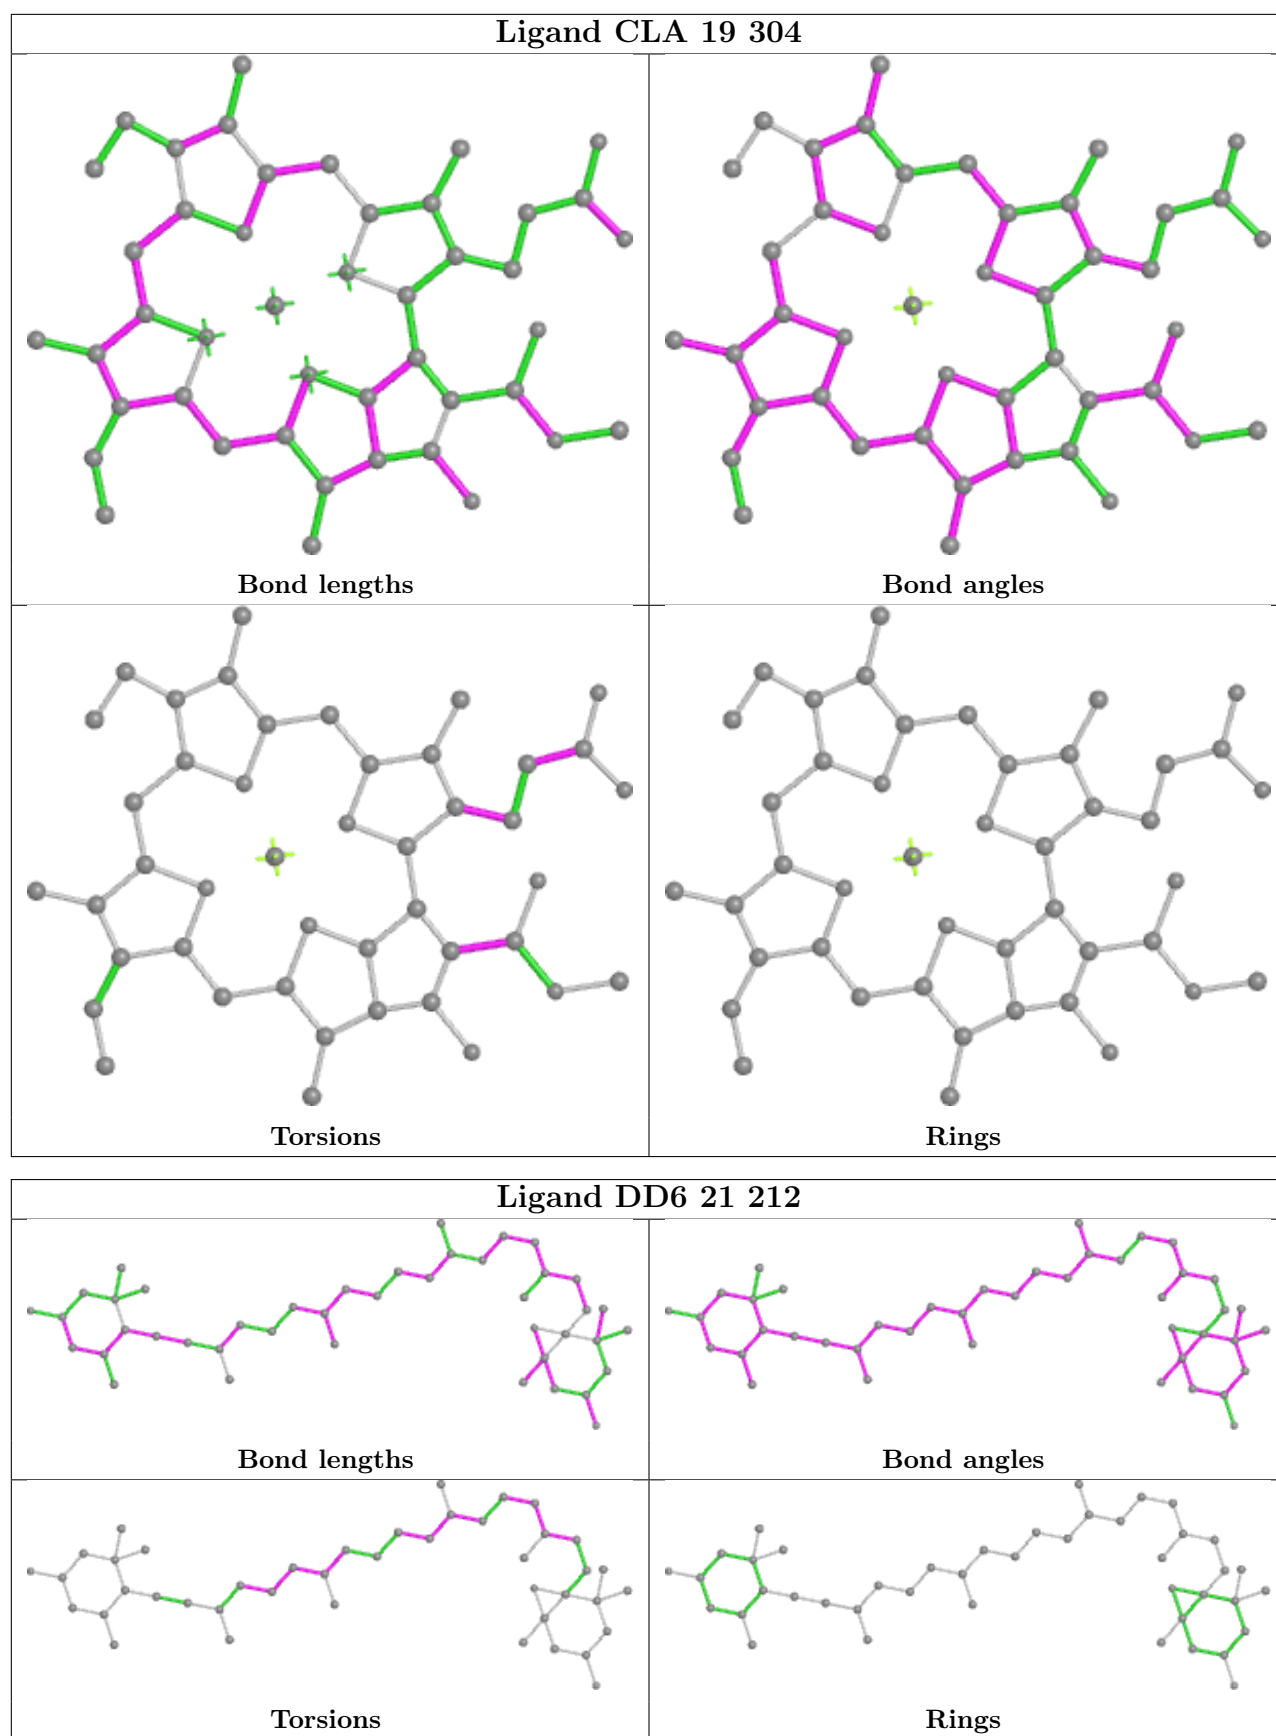 Ligand CLA 19 304
Bond lengths
Bond angles
Torsions
Rings
Ligand DD6 21 212
Bond lengths
Bond angles
Torsions
Rings